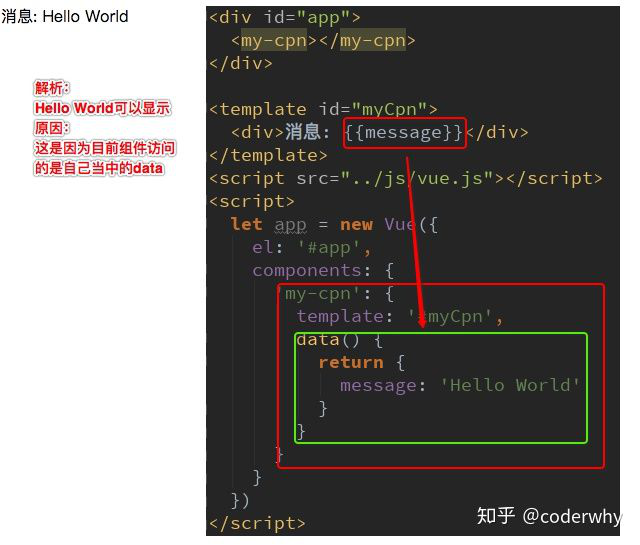 消息: Hello World
解析：
Hello World可以显示
原因：
这是因为目前组件访问
的是自己当中的data
<div id="app">
  <my-cpn></my-cpn>
</div>
<template id="myCpn">
  <div>消息: {{message}}</div>
</template>
<script src="../js/vue.js"></script>
<script>
  let app = new Vue({
    el: '#app',
    components: {
      'my-cpn': {
        template: '#myCpn',
        data() {
          return {
            message: 'Hello World'
          }
        }
      }
    }
  })
</script>
知乎 @coderwhy